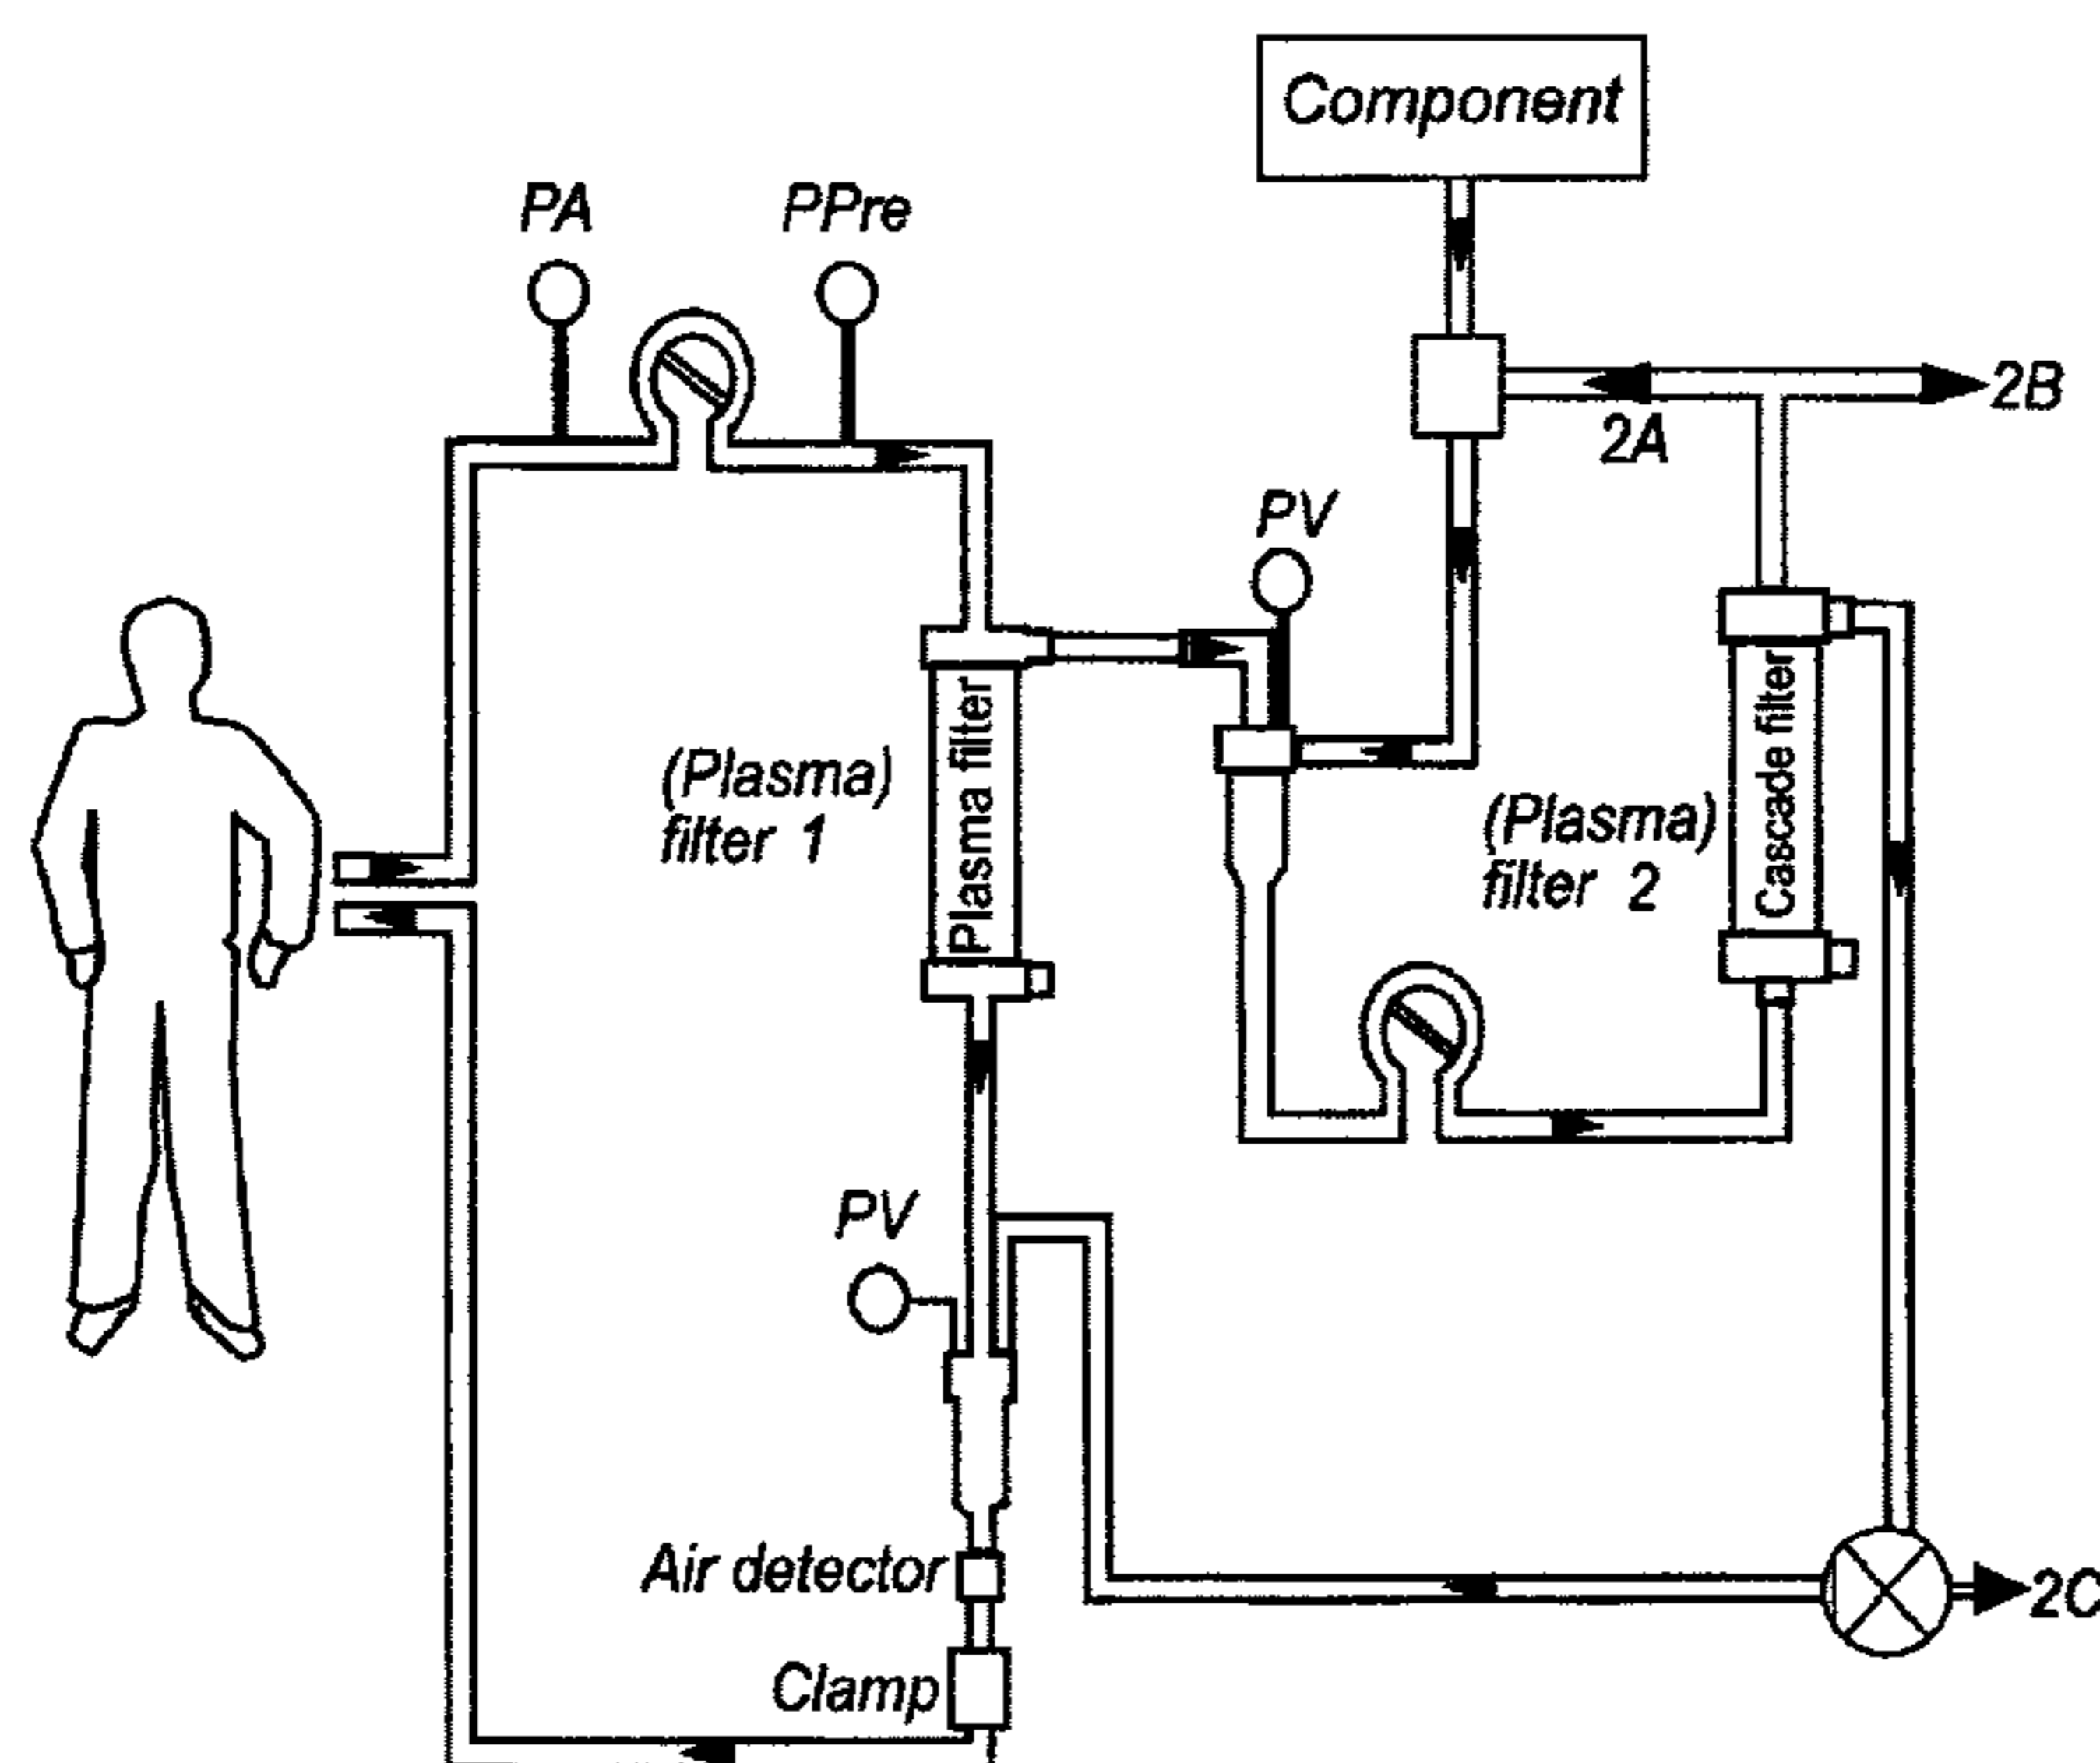 Component
PA
PPre
2B
2A
PV
(Plasma)
filter 1
Plasma filter
(Plasma)
filter 2
Cascade filter
PV
Air detector
2C
Clamp